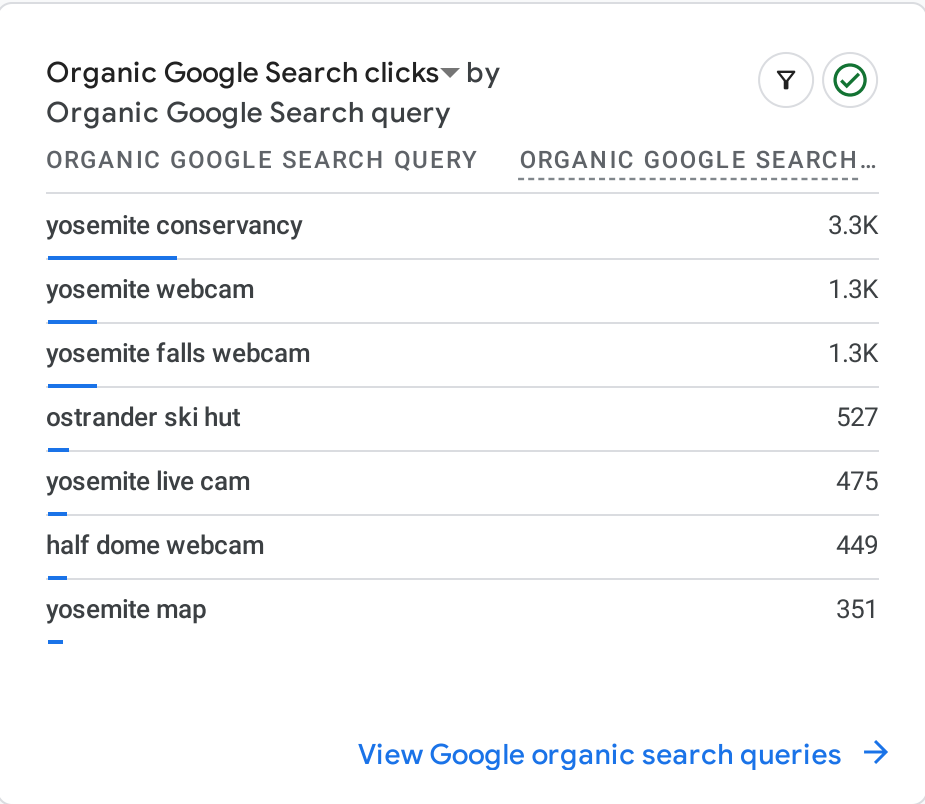 Organic Google Search clicks by
Organic Google Search query
ORGANIC GOOGLE SEARCH QUERY ORGANIC GOOGLE SEARCH…
yosemite conservancy 3.3K
yosemite webcam 1.3K
yosemite falls webcam 1.3K
ostrander ski hut 527
yosemite live cam 475
half dome webcam 449
yosemite map 351
View Google organic search queries